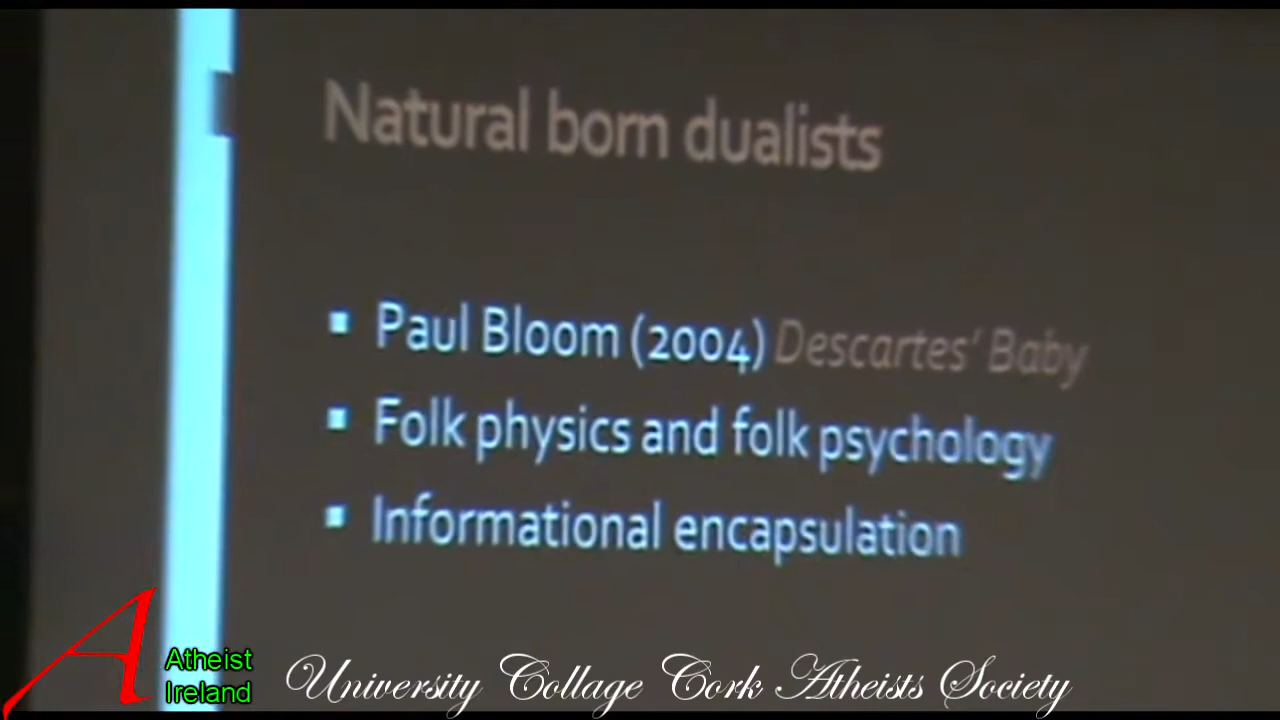 Natural born dualists
▪ Paul Bloom (2004) Descartes' Baby
▪ Folk physics and folk psychology
▪ Informational encapsulation
A Atheist
Ireland
University Collage Cork Atheists Society